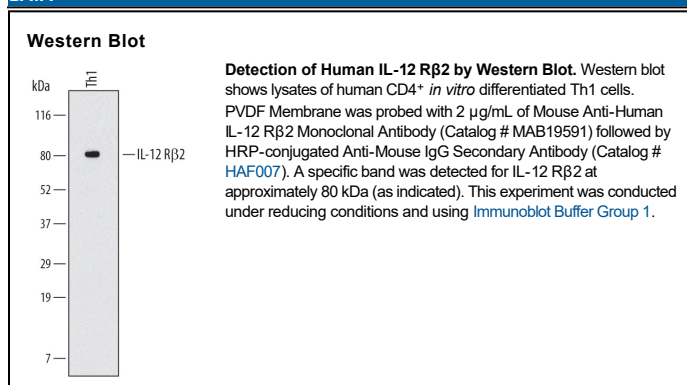 Western Blot
kDa
Th1
116
80
IL-12 Rβ2
52
37
29
19
7
Detection of Human IL-12 Rβ2 by Western Blot. Western blot
shows lysates of human CD4⁺ in vitro differentiated Th1 cells.
PVDF Membrane was probed with 2 µg/mL of Mouse Anti-Human
IL-12 Rβ2 Monoclonal Antibody (Catalog # MAB19591) followed by
HRP-conjugated Anti-Mouse IgG Secondary Antibody (Catalog #
HAF007). A specific band was detected for IL-12 Rβ2 at
approximately 80 kDa (as indicated). This experiment was conducted
under reducing conditions and using Immunoblot Buffer Group 1.